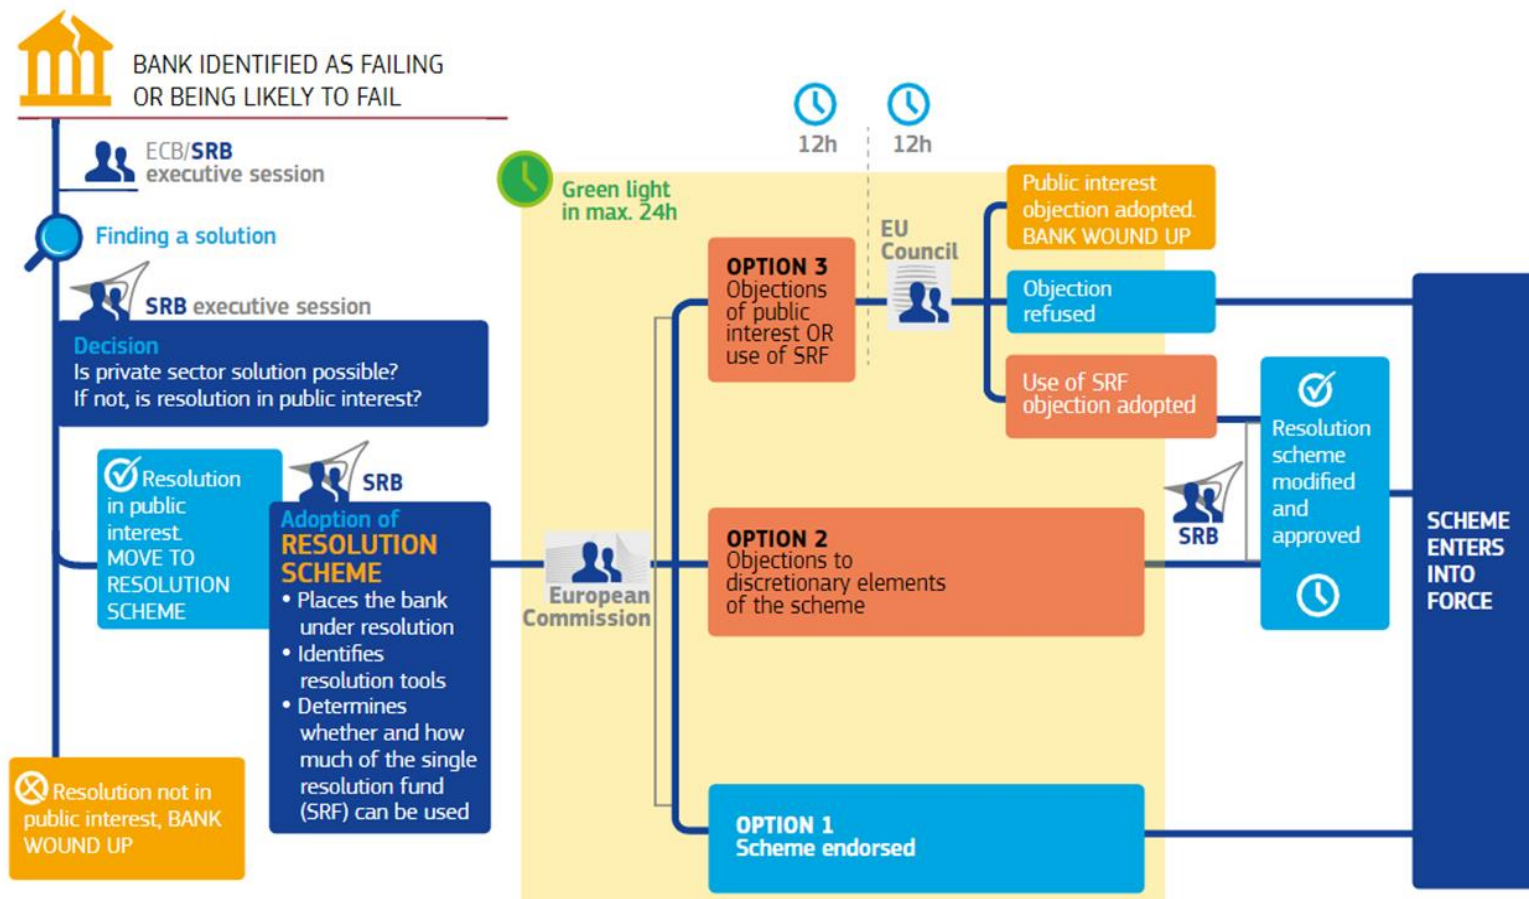 BANK IDENTIFIED AS FAILING
OR BEING LIKELY TO FAIL
ECB/SRB
executive session
Finding a solution
SRB executive session
Decision
Is private sector solution possible?
If not, is resolution in public interest?
Resolution
in public
interest.
MOVE TO
RESOLUTION
SCHEME
SRB
Adoption of
RESOLUTION
SCHEME
• Places the bank
under resolution
• Identifies
resolution tools
• Determines
whether and how
much of the single
resolution fund
(SRF) can be used
Resolution not in
public interest, BANK
WOUND UP
European
Commission
Green light
in max. 24h
12h
12h
OPTION 3
Objections
of public
interest OR
use of SRF
EU
Council
Public interest
objection adopted.
BANK WOUND UP
Objection
refused
Use of SRF
objection adopted
OPTION 2
Objections to
discretionary elements
of the scheme
OPTION 1
Scheme endorsed
SRB
Resolution
scheme
modified
and
approved
SCHEME
ENTERS
INTO
FORCE